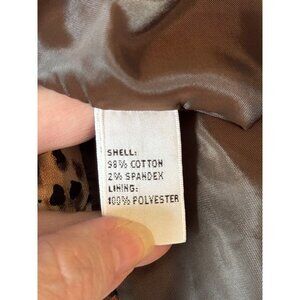 SHELL:
98% COTTON
2% SPANDEX
LINING:
100% POLYESTER